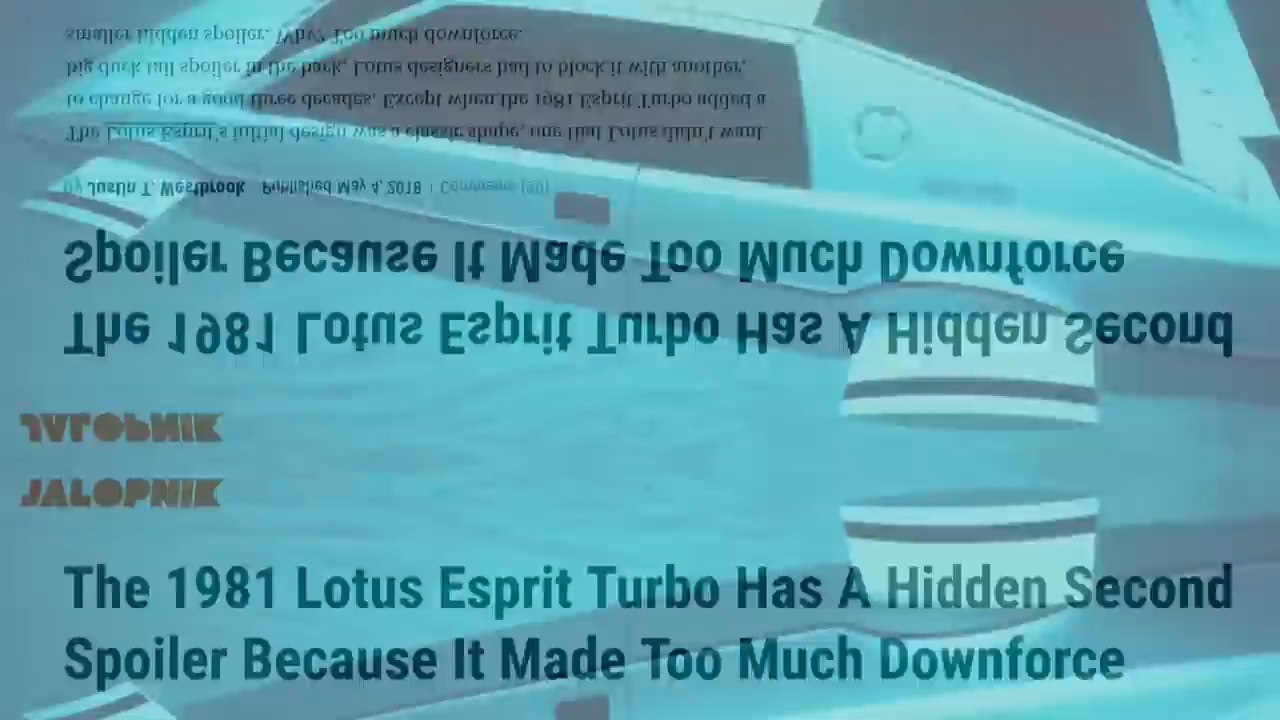 smaller hidden spoiler. Why? Too much downforce.
big duck tail spoiler in the back, Lotus designers had to block it with another,
to change for a good three decades. Except when the 1981 Esprit Turbo added a
The Lotus Esprit's initial design was a classic shape, one that Lotus didn't want
by Justin T. Westbrook Published May 4, 2018 | Comments
Spoiler Because It Made Too Much Downforce
The 1981 Lotus Esprit Turbo Has A Hidden Second
JALOPNIK
JALOPNIK
The 1981 Lotus Esprit Turbo Has A Hidden Second
Spoiler Because It Made Too Much Downforce